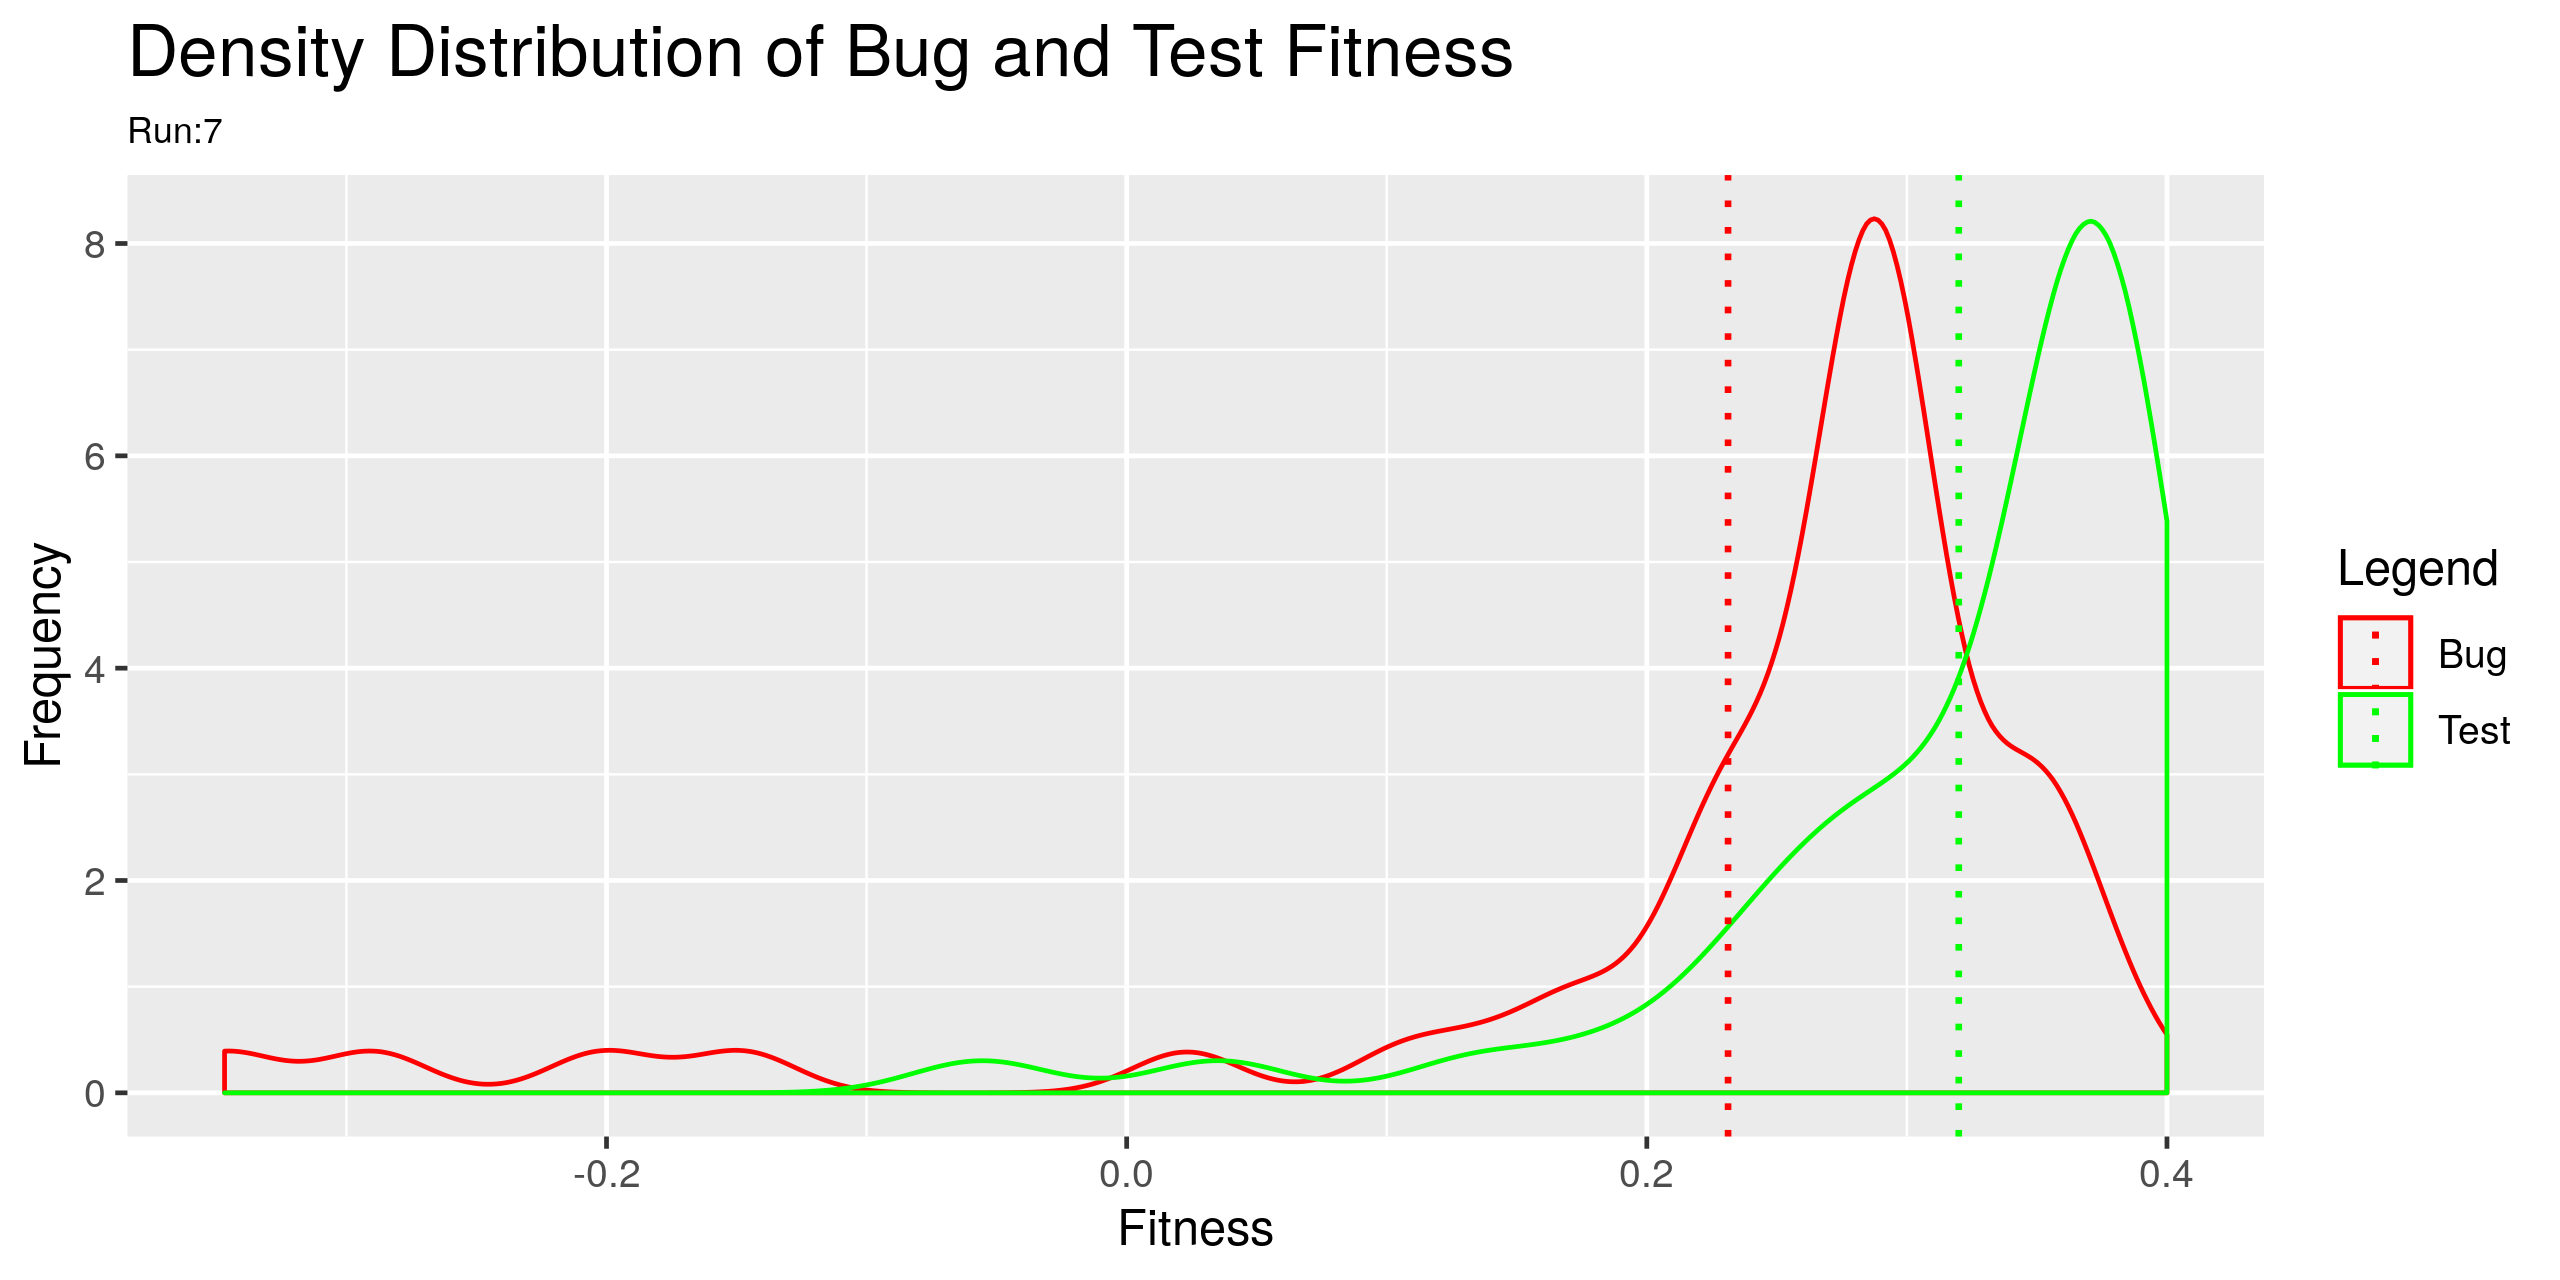 Density Distribution of Bug and Test Fitness
Run:7
Frequency
8
6
4
2
0
-0.2
0.0
0.2
0.4
Fitness
Legend
Bug
Test